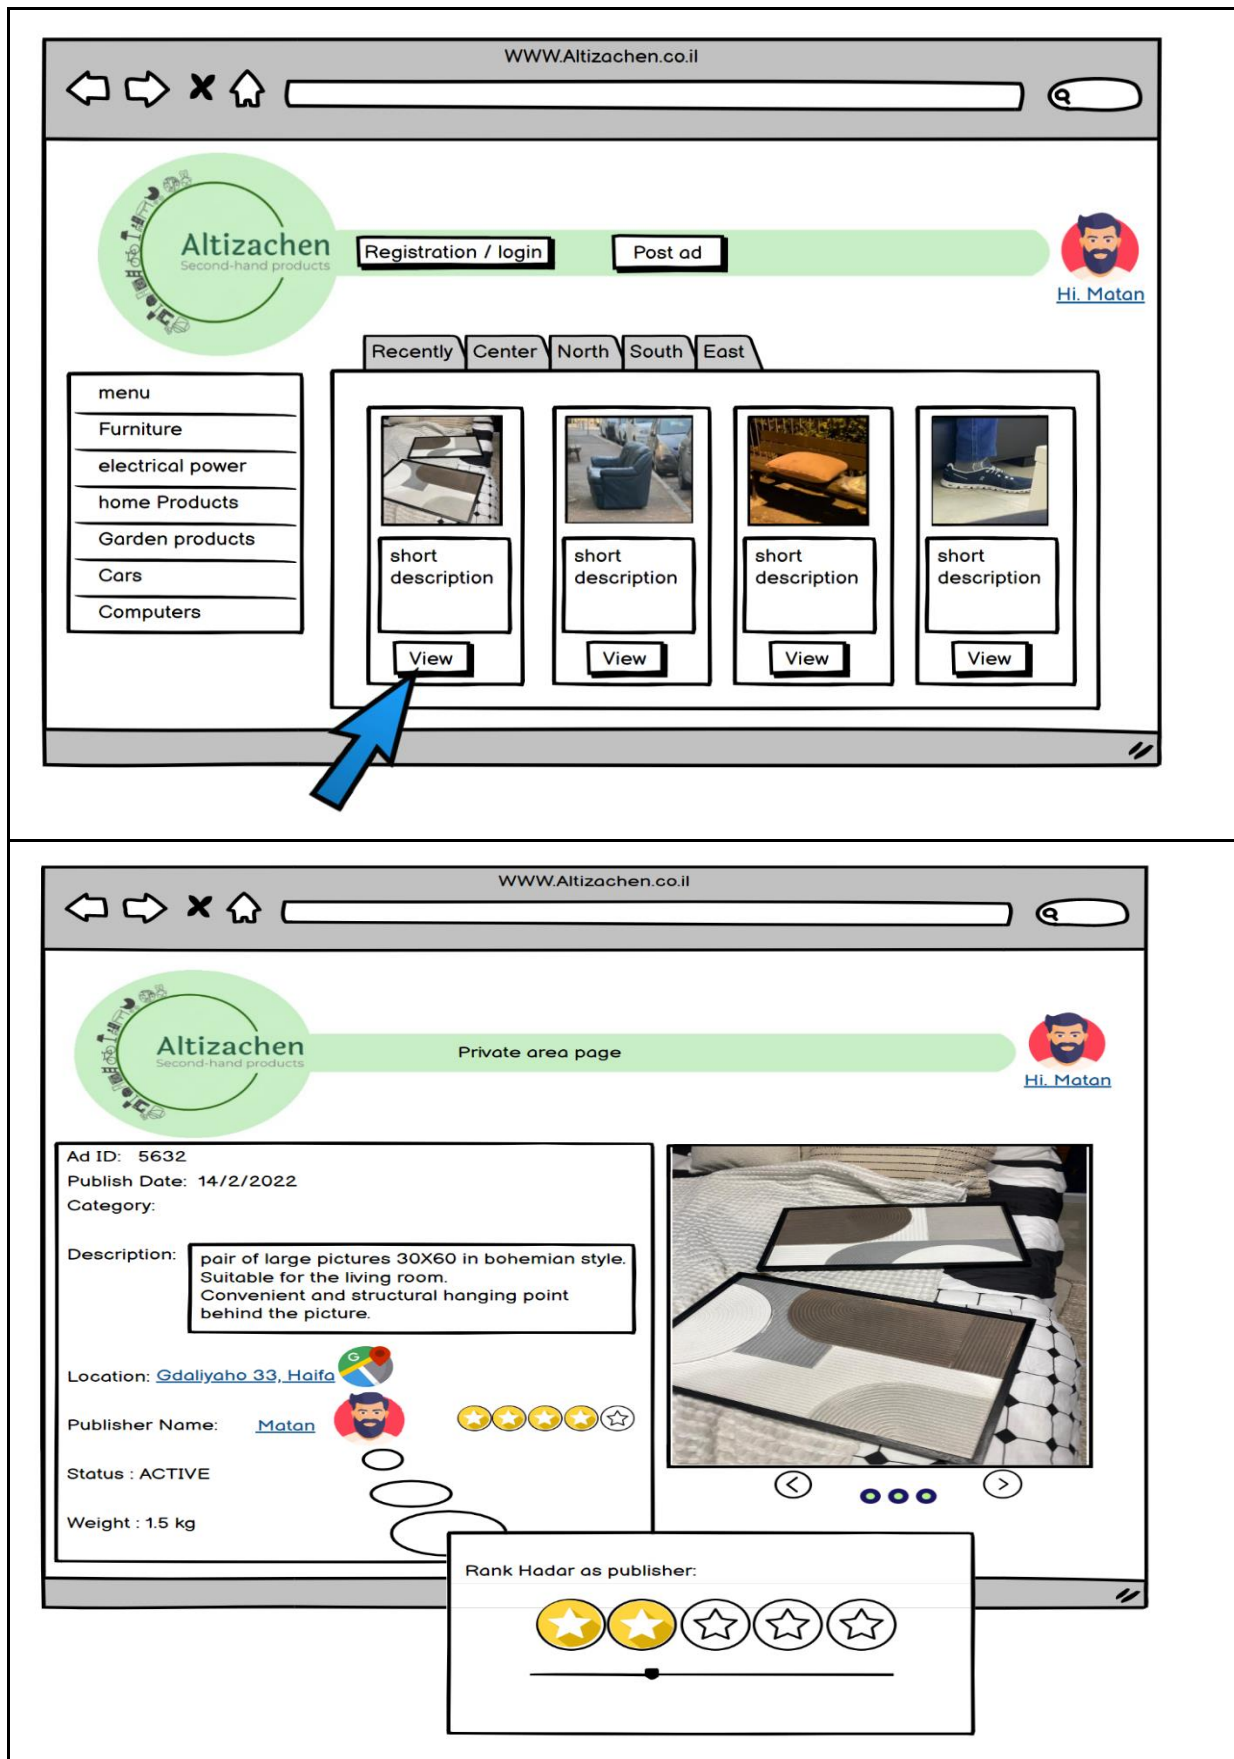 WWW.Altizachen.co.il
Altizachen
Second-hand products
Registration / login
Post ad
Hi. Matan
Recently Center North South East
menu
Furniture
electrical power
home Products
Garden products
Cars
Computers
short
description
View
short
description
View
short
description
View
short
description
View
WWW.Altizachen.co.il
Altizachen
Second-hand products
Private area page
Hi. Matan
Ad ID: 5632
Publish Date: 14/2/2022
Category:
Description:
pair of large pictures 30X60 in bohemian style.
Suitable for the living room.
Convenient and structural hanging point
behind the picture.
Location: Gdaliyaho 33, Haifa
G
Publisher Name: Matan
Status : ACTIVE
Weight : 1.5 kg
Rank Hadar as publisher: